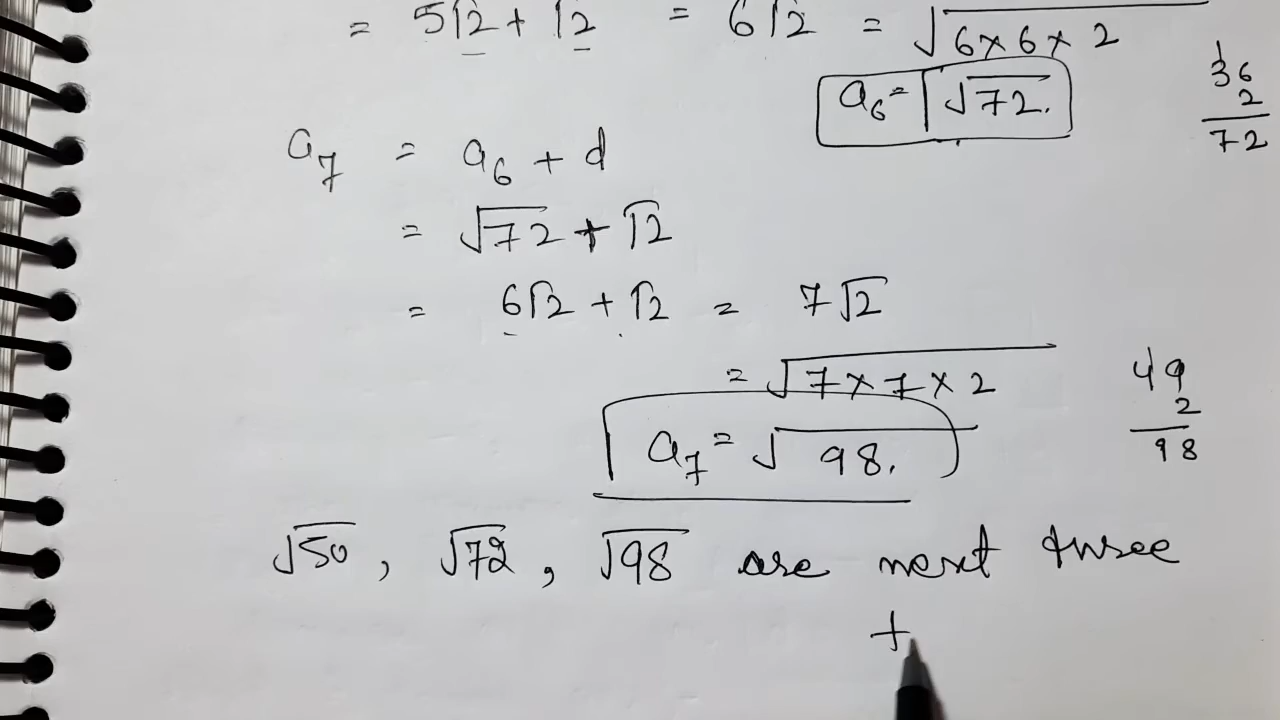 = 5√2 + √2 = 6√2 = √6×6×2
a₆ = √72.
36
2
72
a₇ = a₆ + d
= √72 + √2
= 6√2 + √2 = 7√2
= √7×7×2
49
2
98
a₇ = √98.
√50, √72, √98 are next three
t